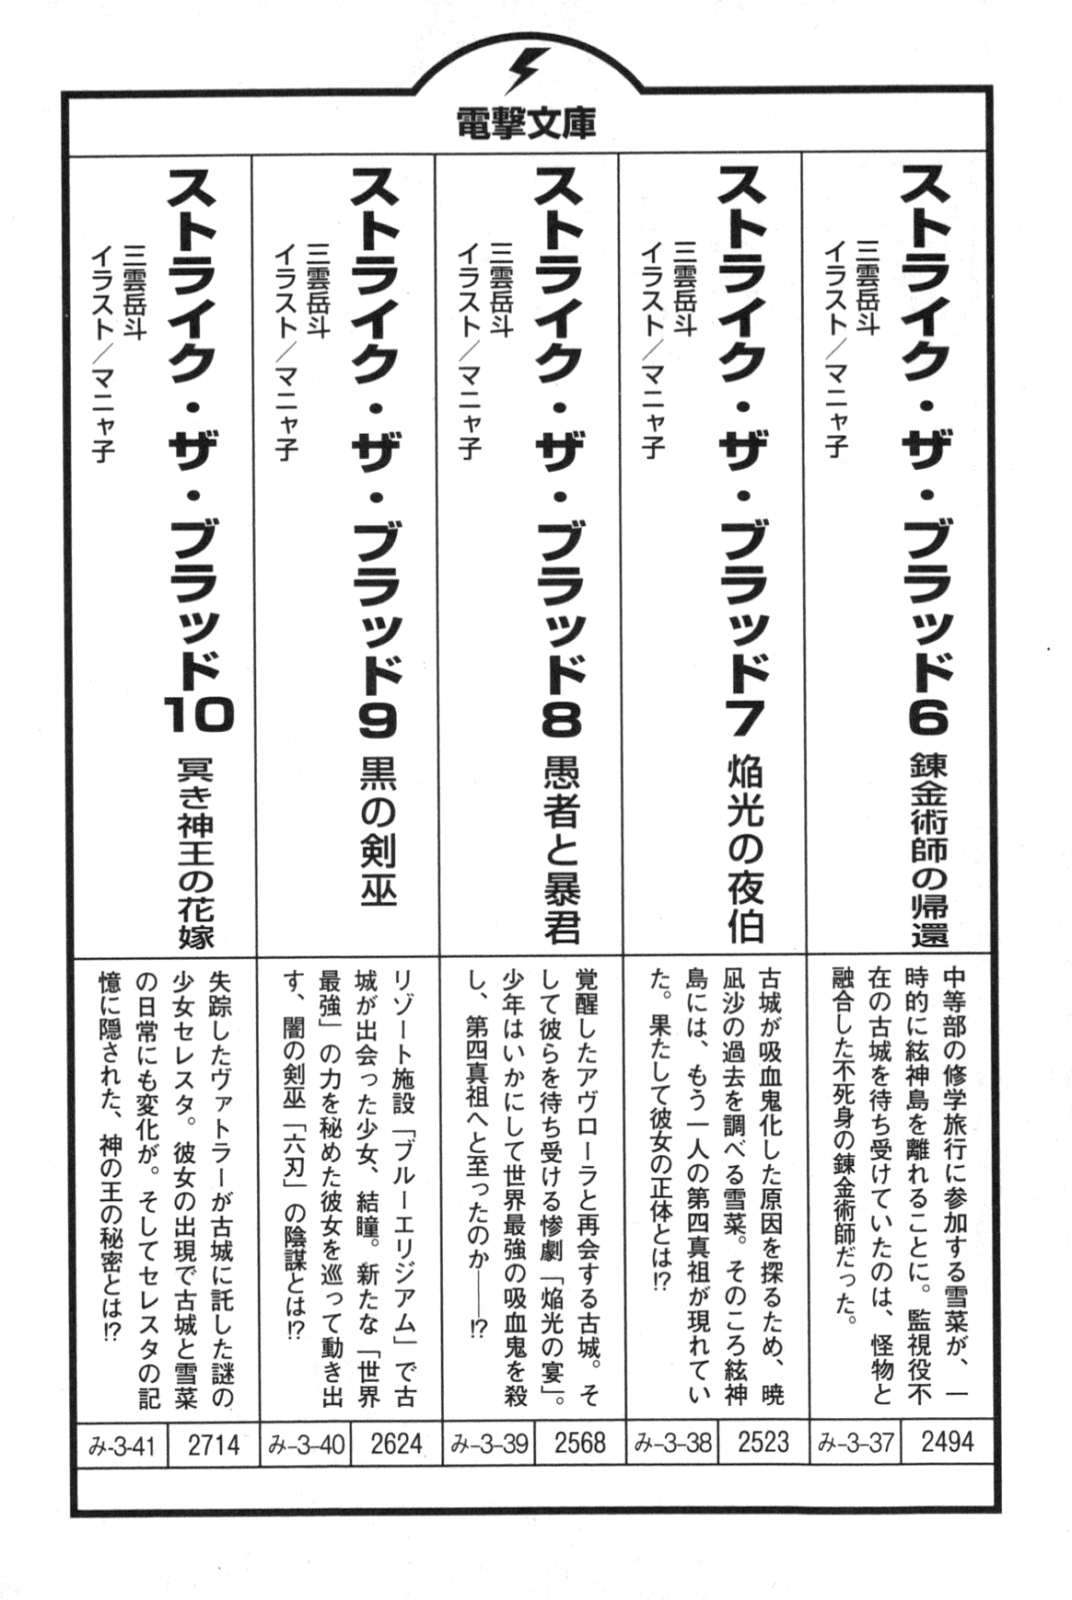 電撃文庫
ストライク・ザ・ブラッド6 錬金術師の帰還
三雲岳斗
イラスト／マニャ子
中等部の修学旅行に参加する雪菜が、一
時的に絃神島を離れることに。監視役不
在の古城を待ち受けていたのは、怪物と
融合した不死身の錬金術師だった。
み-3-37
2494
ストライク・ザ・ブラッド7 焔光の夜伯
三雲岳斗
イラスト／マニャ子
古城が吸血鬼化した原因を探るため、暁
凪沙の過去を調べる雪菜。そのころ絃神
島には、もう一人の第四真祖が現れてい
た。果たして彼女の正体とは!?
み-3-38
2523
ストライク・ザ・ブラッド8 愚者と暴君
三雲岳斗
イラスト／マニャ子
覚醒したアヴローラと再会する古城。そ
して彼らを待ち受ける惨劇「焔光の宴」。
少年はいかにして世界最強の吸血鬼を殺
し、第四真祖へと至ったのか――!?
み-3-39
2568
ストライク・ザ・ブラッド9 黒の剣巫
三雲岳斗
イラスト／マニャ子
リゾート施設「ブルーエリジアム」で古
城が出会った少女、結瞳。新たな「世界
最強」の力を秘めた彼女を巡って動き出
す、闇の剣巫「六刃」の陰謀とは!?
み-3-40
2624
ストライク・ザ・ブラッド10 冥き神王の花嫁
三雲岳斗
イラスト／マニャ子
失踪したヴァトラーが古城に託した謎の
少女セレスタ。彼女の出現で古城と雪菜
の日常にも変化が。そしてセレスタの記
憶に隠された、神の王の秘密とは!?
み-3-41
2714